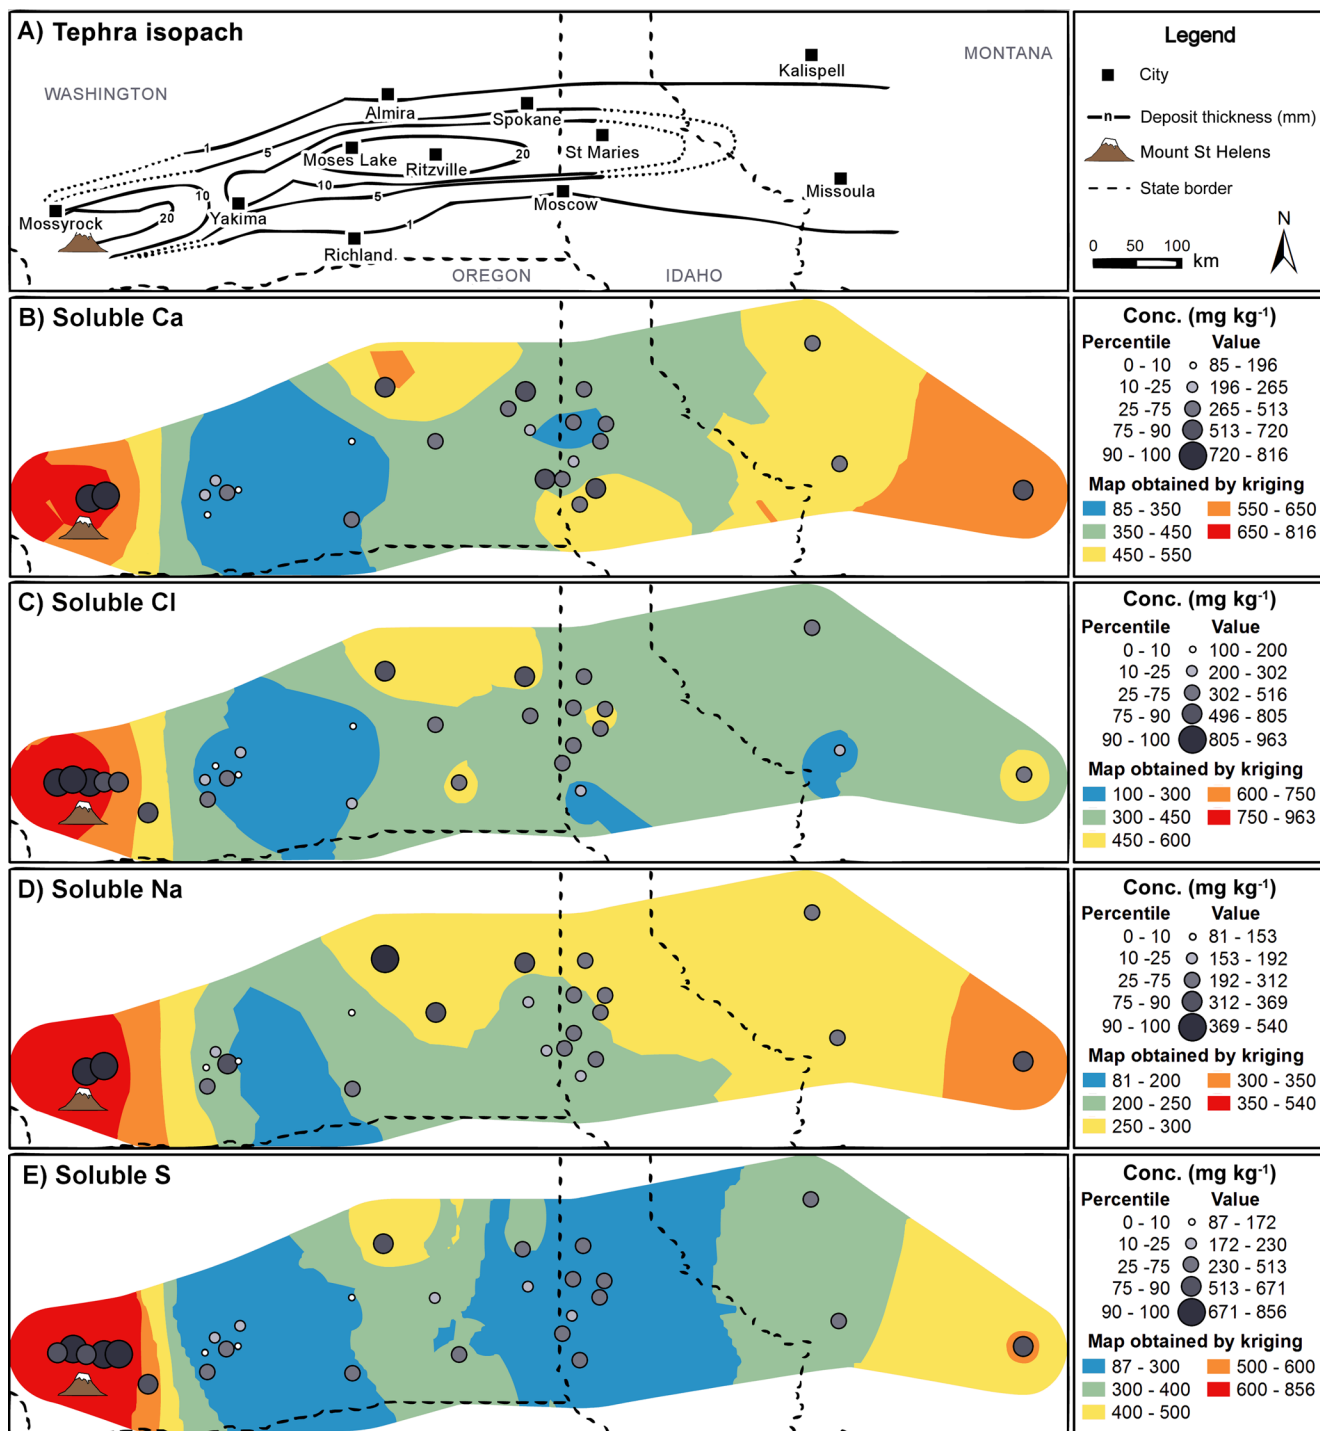 A) Tephra isopach
WASHINGTON
MONTANA
Kalispell
Almira
Spokane
1
5
Moses Lake
20
St Maries
Ritzville
10
10
5
Missoula
Mossyrock
20
Yakima
1
Moscow
Richland
OREGON
IDAHO
Legend
City
n
Deposit thickness (mm)
Mount St Helens
State border
N
0 50 100
km
B) Soluble Ca
Conc. (mg kg-1)
Percentile Value
0 - 10 85 - 196
10 -25 196 - 265
25 -75 265 - 513
75 - 90 513 - 720
90 - 100 720 - 816
Map obtained by kriging
85 - 350 550 - 650
350 - 450 650 - 816
450 - 550
C) Soluble Cl
Conc. (mg kg-1)
Percentile Value
0 - 10 100 - 200
10 -25 200 - 302
25 -75 302 - 516
75 - 90 496 - 805
90 - 100 805 - 963
Map obtained by kriging
100 - 300 600 - 750
300 - 450 750 - 963
450 - 600
D) Soluble Na
Conc. (mg kg-1)
Percentile Value
0 - 10 81 - 153
10 -25 153 - 192
25 -75 192 - 312
75 - 90 312 - 369
90 - 100 369 - 540
Map obtained by kriging
81 - 200 300 - 350
200 - 250 350 - 540
250 - 300
E) Soluble S
Conc. (mg kg-1)
Percentile Value
0 - 10 87 - 172
10 -25 172 - 230
25 -75 230 - 513
75 - 90 513 - 671
90 - 100 671 - 856
Map obtained by kriging
87 - 300 500 - 600
300 - 400 600 - 856
400 - 500